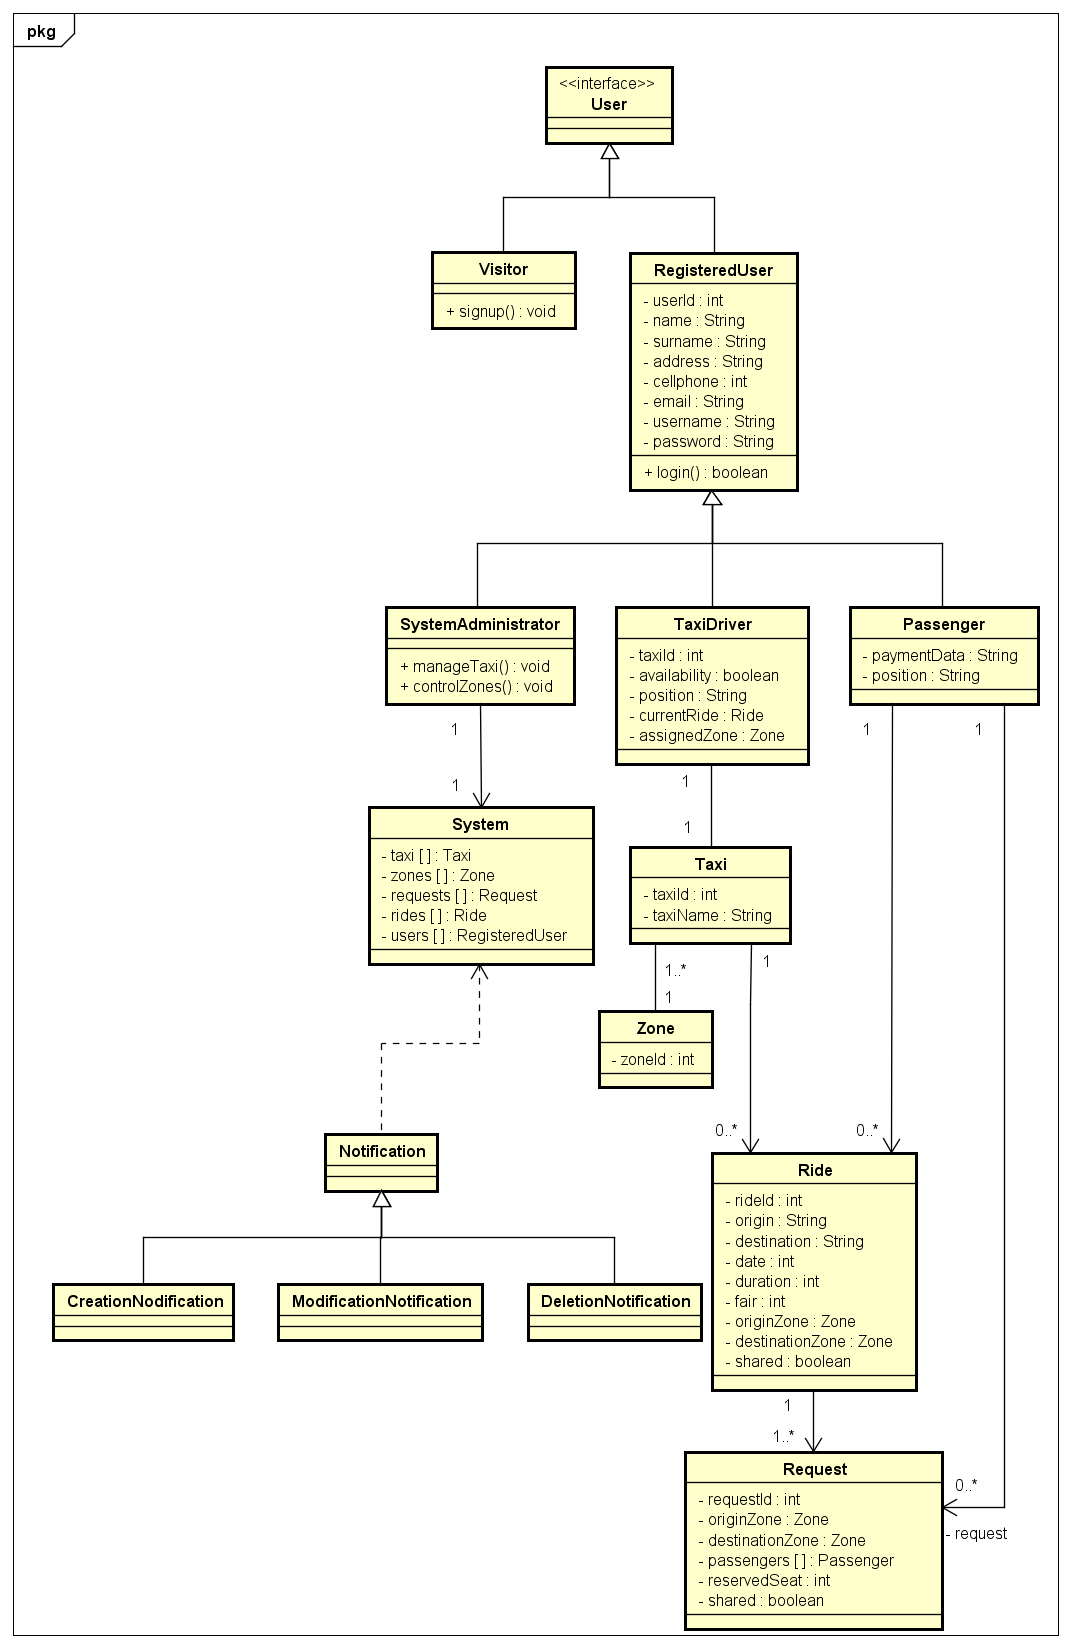 pkg
<<interface>>
User
Visitor
+ signup() : void
RegisteredUser
- userId : int
- name : String
- surname : String
- address : String
- cellphone : int
- email : String
- username : String
- password : String
+ login() : boolean
SystemAdministrator
+ manageTaxi() : void
+ controlZones() : void
TaxiDriver
- taxiId : int
- availability : boolean
- position : String
- currentRide : Ride
- assignedZone : Zone
Passenger
- paymentData : String
- position : String
1
1
1
1
1
1
System
- taxi [ ] : Taxi
- zones [ ] : Zone
- requests [ ] : Request
- rides [ ] : Ride
- users [ ] : RegisteredUser
Taxi
- taxiId : int
- taxiName : String
1..*
1
1
Zone
- zoneId : int
0..*
0..*
Notification
CreationNodification
ModificationNotification
DeletionNotification
Ride
- rideId : int
- origin : String
- destination : String
- date : int
- duration : int
- fair : int
- originZone : Zone
- destinationZone : Zone
- shared : boolean
1
1..*
Request
- requestId : int
- originZone : Zone
- destinationZone : Zone
- passengers [ ] : Passenger
- reservedSeat : int
- shared : boolean
0..*
- request